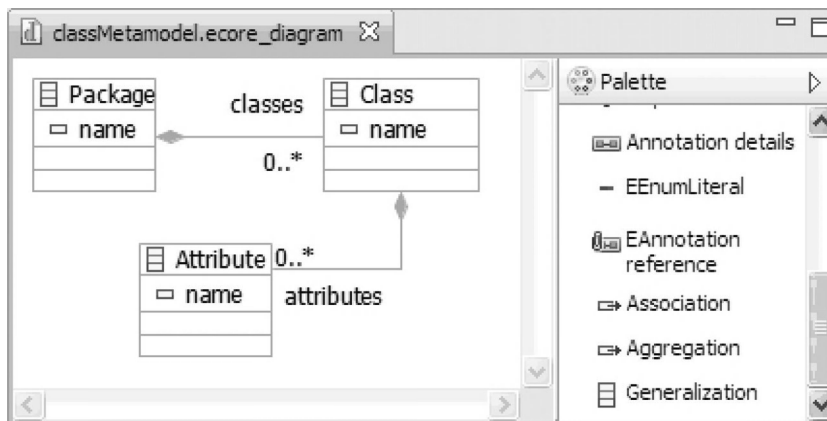 classMetamodel.ecore_diagram
Package
name
classes
0..*
Class
name
Attribute
name
0..*
attributes
Palette
Annotation details
EEnumLiteral
EAnnotation
reference
Association
Aggregation
Generalization